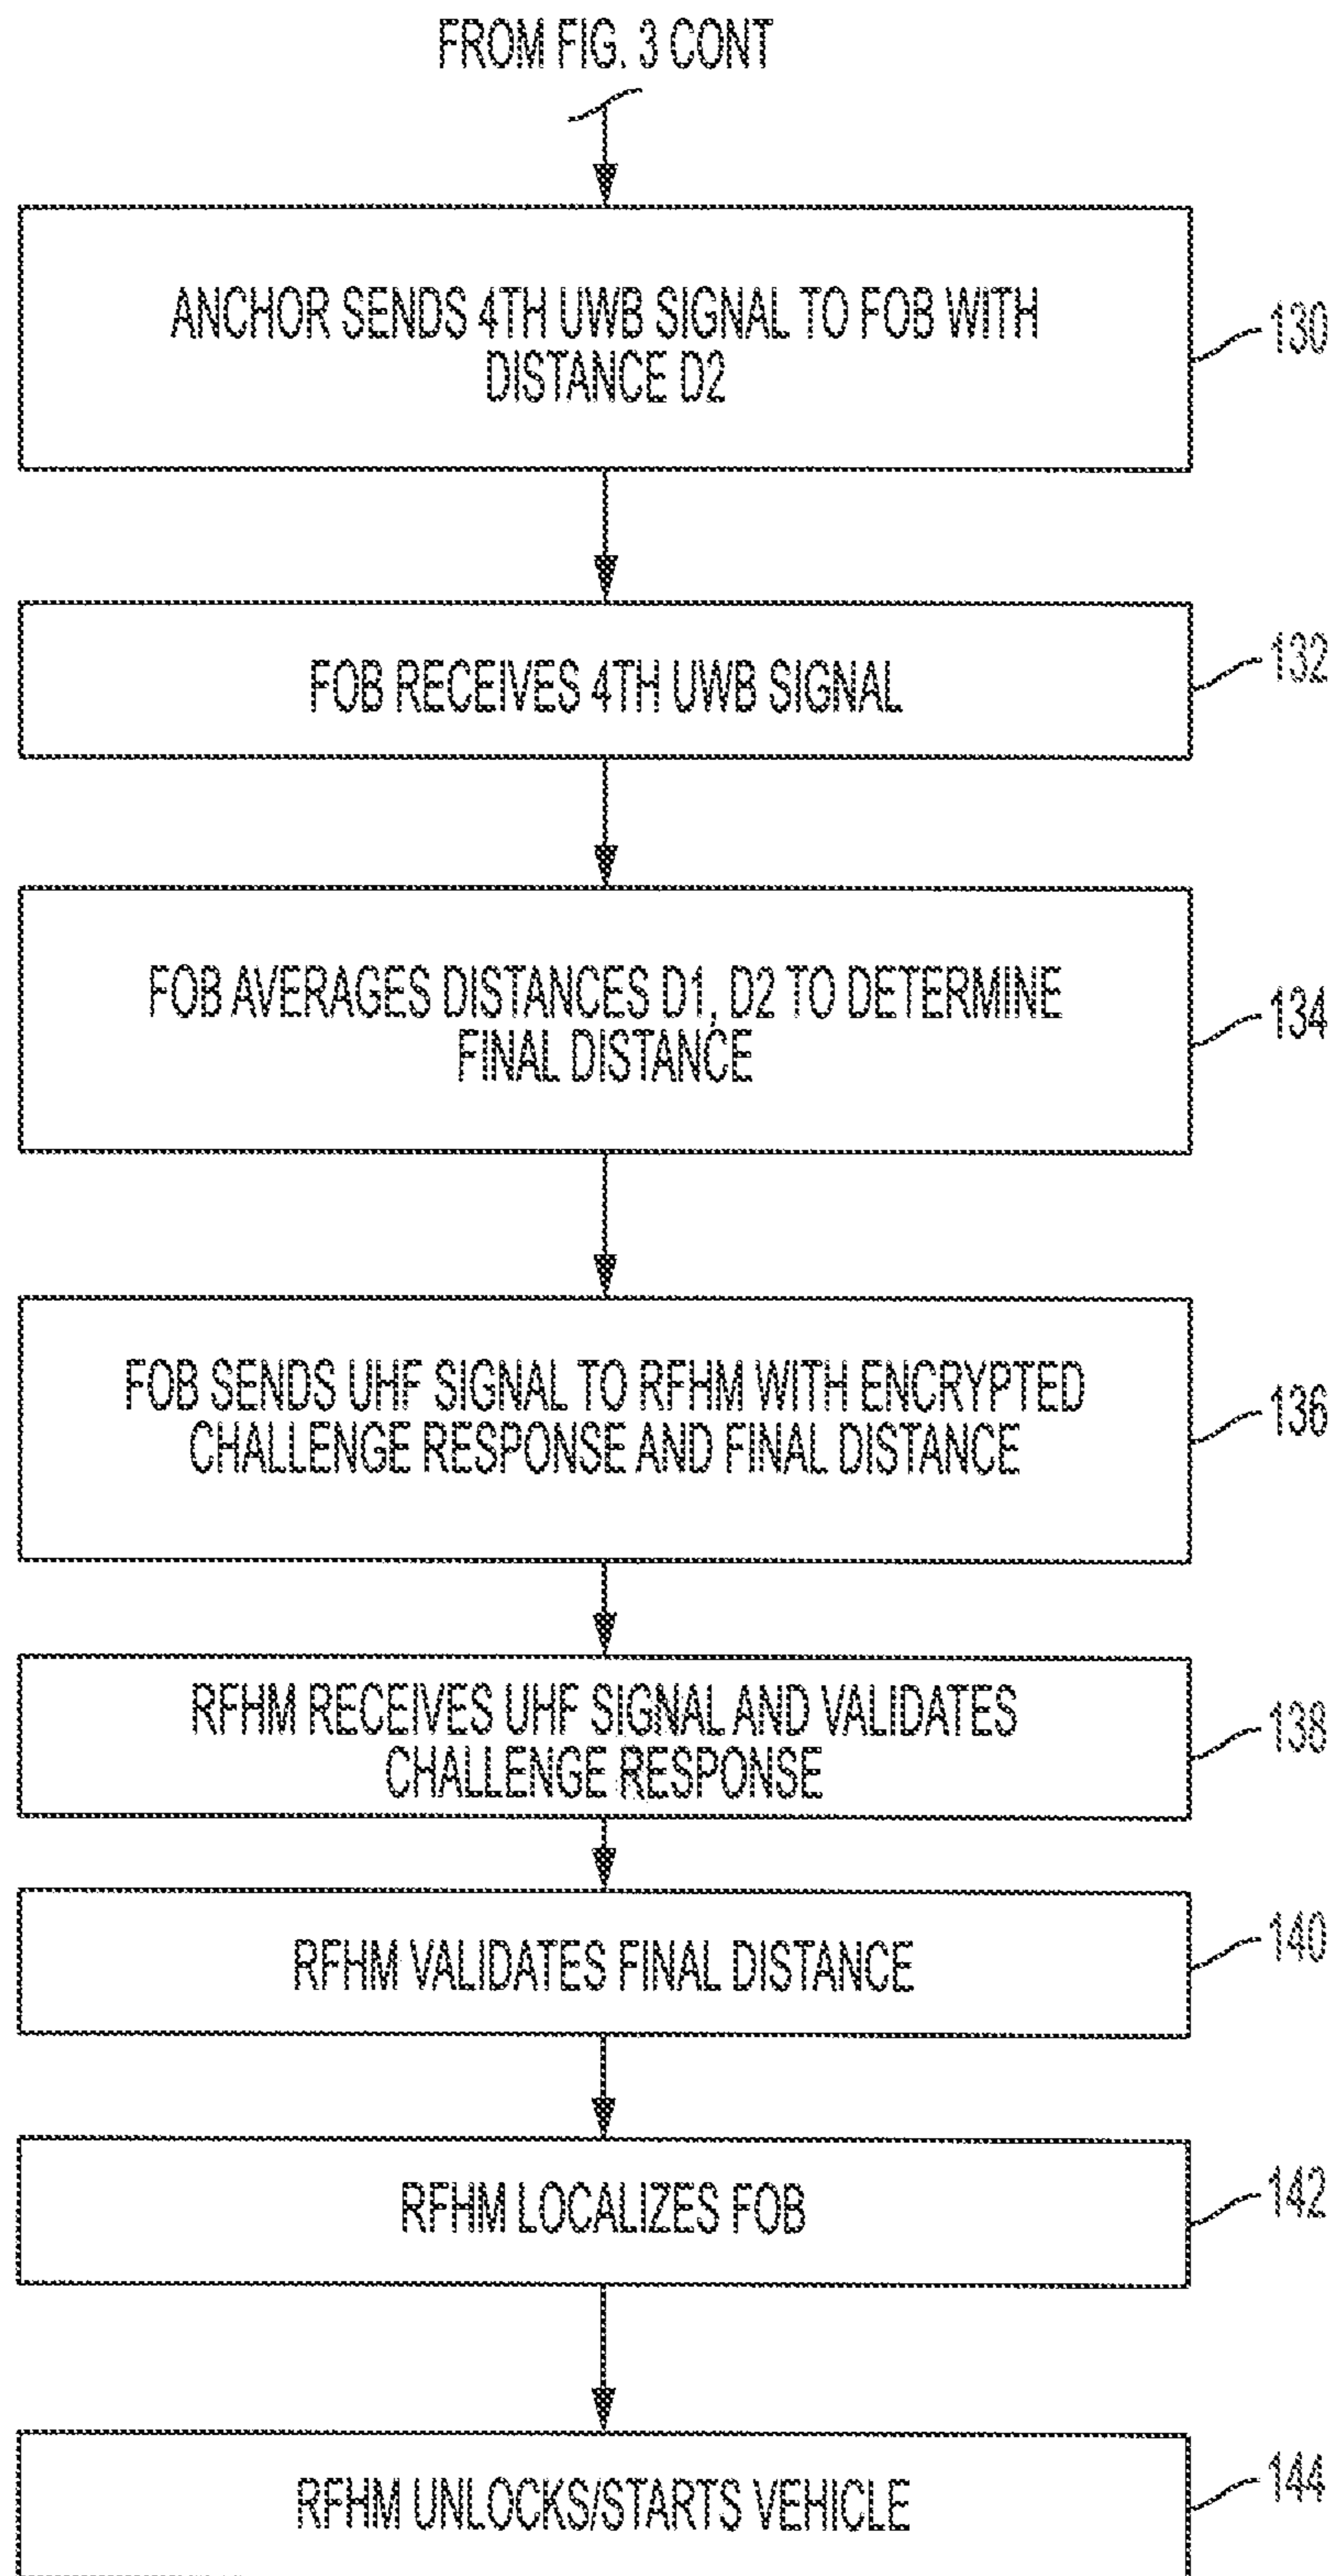 FROM FIG. 3 CONT
ANCHOR SENDS 4TH UWB SIGNAL TO FOB WITH
DISTANCE D2
130
FOB RECEIVES 4TH UWB SIGNAL
132
FOB AVERAGES DISTANCES D1, D2 TO DETERMINE
FINAL DISTANCE
134
FOB SENDS UHF SIGNAL TO RFHM WITH ENCRYPTED
CHALLENGE RESPONSE AND FINAL DISTANCE
136
RFHM RECEIVES UHF SIGNAL AND VALIDATES
CHALLENGE RESPONSE
138
RFHM VALIDATES FINAL DISTANCE
140
RFHM LOCALIZES FOB
142
RFHM UNLOCKS/STARTS VEHICLE
144